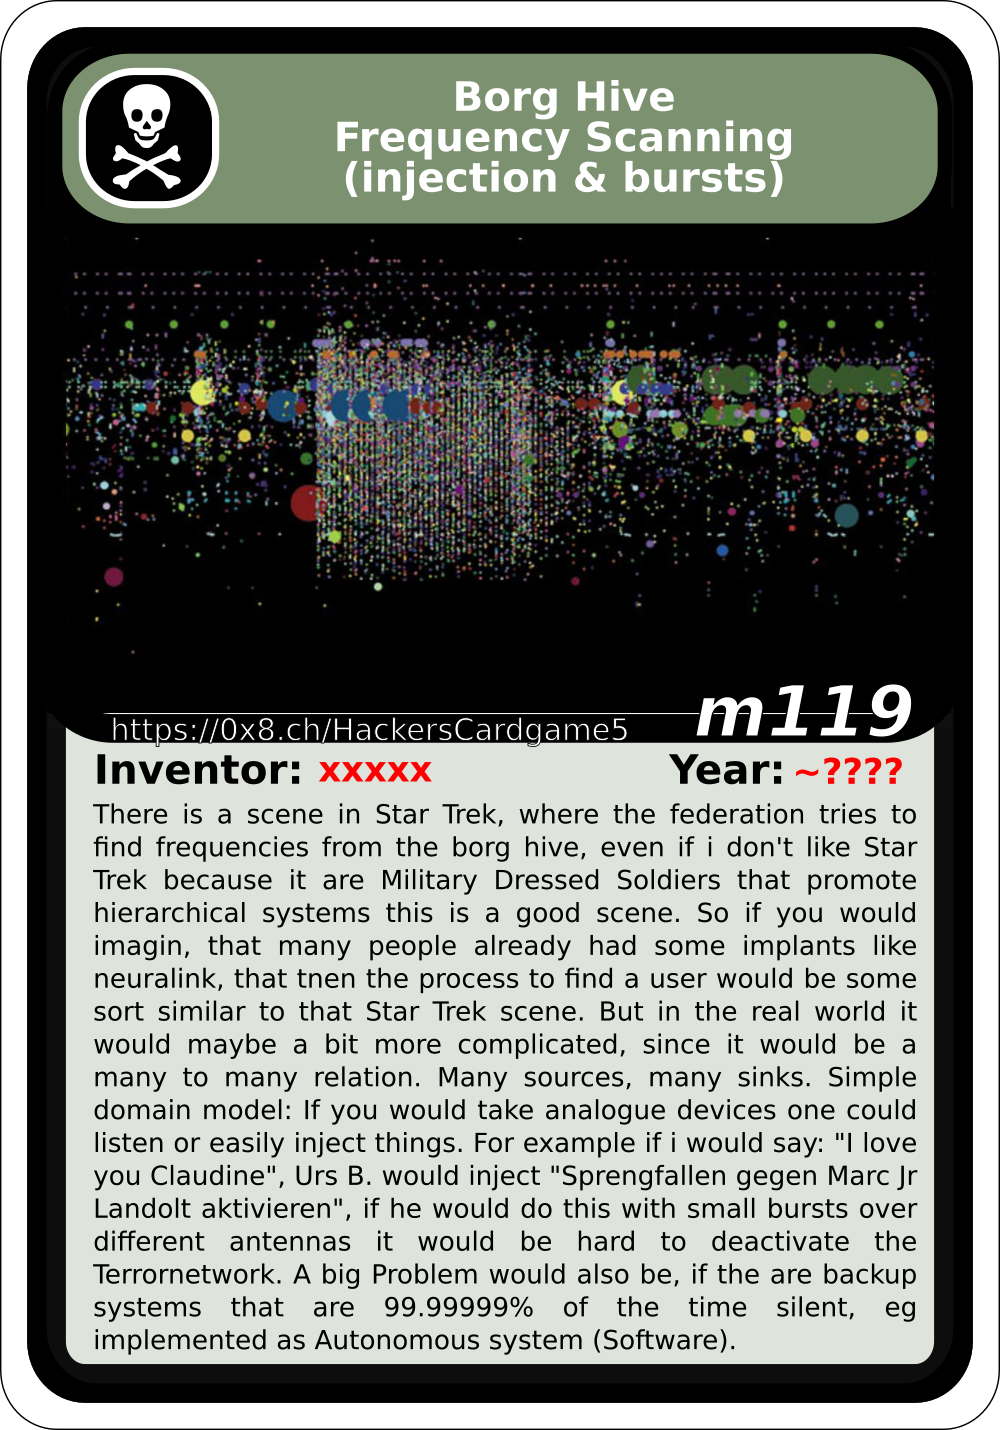 Borg Hive
Frequency Scanning
(injection & bursts)
https://0x8.ch/HackersCardgame5
m119
Inventor: xxxxx Year: ~????
There is a scene in Star Trek, where the federation tries to
find frequencies from the borg hive, even if i don't like Star
Trek because it are Military Dressed Soldiers that promote
hierarchical systems this is a good scene. So if you would
imagin, that many people already had some implants like
neuralink, that tnen the process to find a user would be some
sort similar to that Star Trek scene. But in the real world it
would maybe a bit more complicated, since it would be a
many to many relation. Many sources, many sinks. Simple
domain model: If you would take analogue devices one could
listen or easily inject things. For example if i would say: "I love
you Claudine", Urs B. would inject "Sprengfallen gegen Marc Jr
Landolt aktivieren", if he would do this with small bursts over
different antennas it would be hard to deactivate the
Terrornetwork. A big Problem would also be, if the are backup
systems that are 99.99999% of the time silent, eg
implemented as Autonomous system (Software).